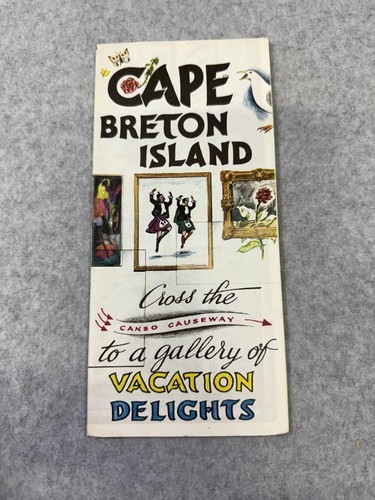 CAPE
BRETON
ISLAND
Cross the
CANSO CAUSEWAY
to a gallery of
VACATION
DELIGHTS